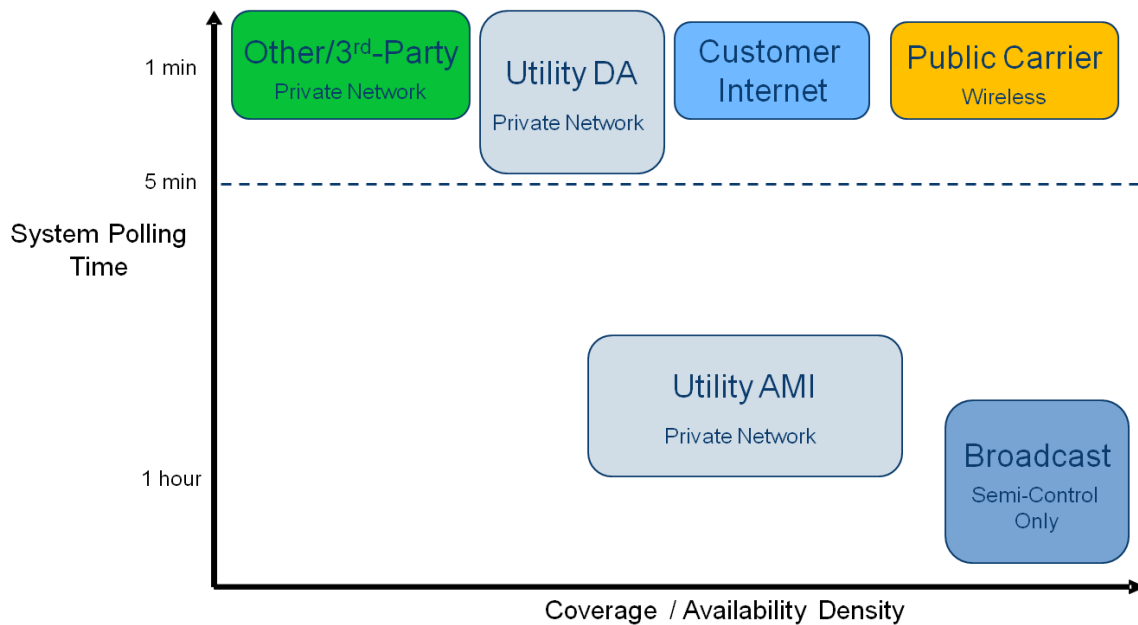 Other/3rd-Party
Private Network
Utility DA
Private Network
Customer
Internet
Public Carrier
Wireless
1 min
5 min
System Polling
Time
Utility AMI
Private Network
Broadcast
Semi-Control
Only
1 hour
Coverage / Availability Density